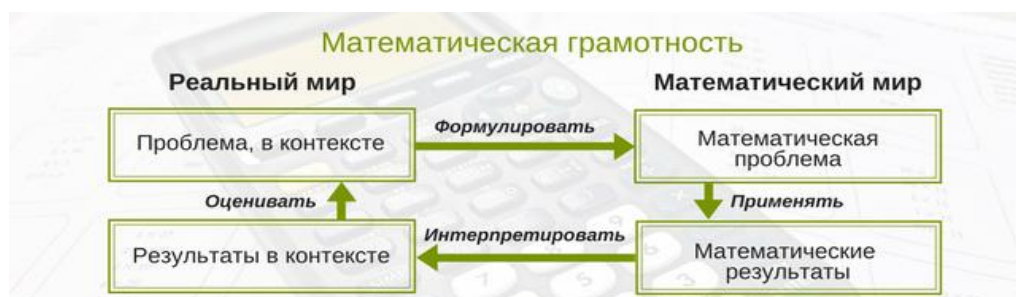 Математическая грамотность
Реальный мир
Математический мир
Проблема, в контексте
Формулировать
Математическая
проблема
Оценивать
Применять
Результаты в контексте
Интерпретировать
Математические
результаты